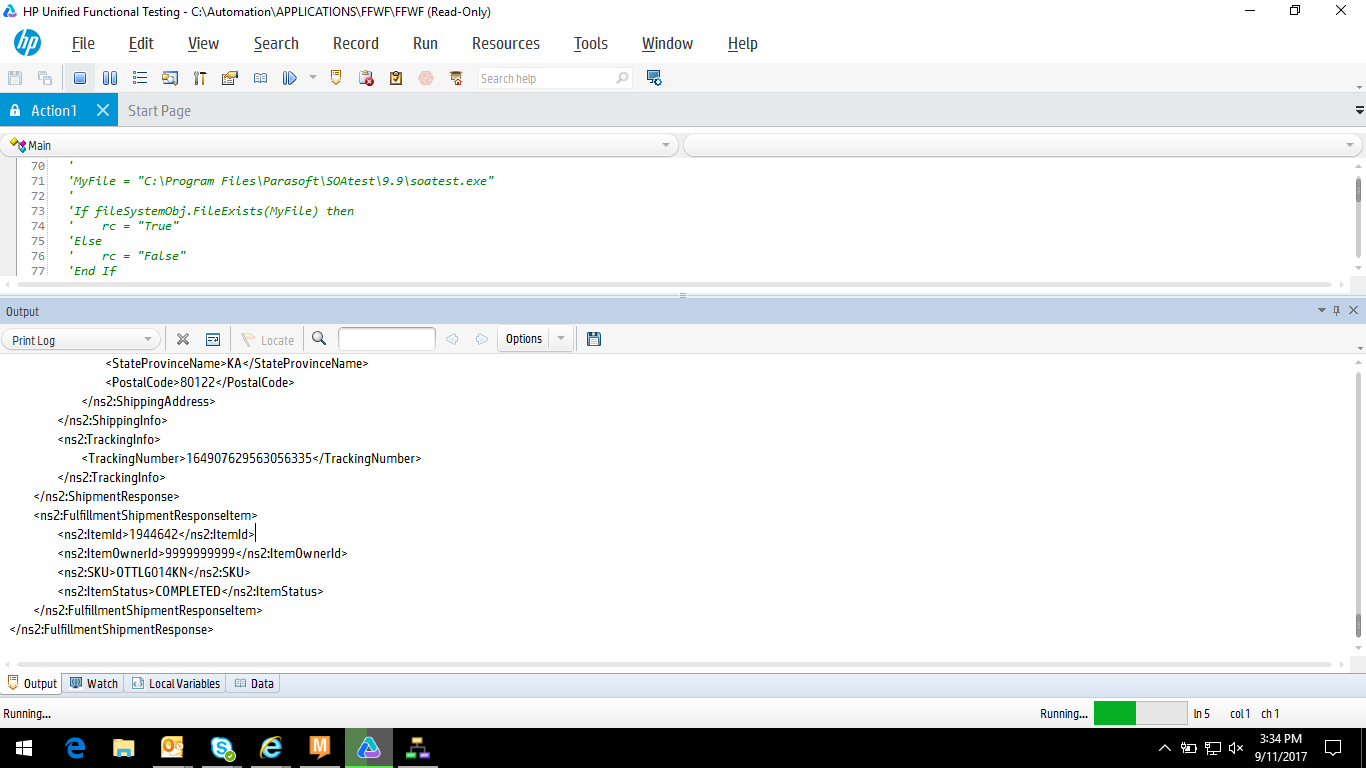 HP Unified Functional Testing - C:\Automation\APPLICATIONS\FFWF\FFWF (Read-Only)
hp File Edit View Search Record Run Resources Tools Window Help
Search help
Action1 Start Page
Main
70 '
71 'MyFile = "C:\Program Files\Parasoft\SOAtest\9.9\soatest.exe"
72 '
73 'If fileSystemObj.FileExists(MyFile) then
74 ' rc = "True"
75 'Else
76 ' rc = "False"
77 'End If
Output
Print Log Locate Options
<StateProvinceName>KA</StateProvinceName>
<PostalCode>80122</PostalCode>
</ns2:ShippingAddress>
</ns2:ShippingInfo>
<ns2:TrackingInfo>
<TrackingNumber>164907629563056335</TrackingNumber>
</ns2:TrackingInfo>
</ns2:ShipmentResponse>
<ns2:FulfillmentShipmentResponseItem>
<ns2:ItemId>1944642</ns2:ItemId>
<ns2:ItemOwnerId>9999999999</ns2:ItemOwnerId>
<ns2:SKU>OTTLG014KN</ns2:SKU>
<ns2:ItemStatus>COMPLETED</ns2:ItemStatus>
</ns2:FulfillmentShipmentResponseItem>
</ns2:FulfillmentShipmentResponse>
Output Watch Local Variables Data
Running... Running... ln 5 col 1 ch 1
3:34 PM
9/11/2017